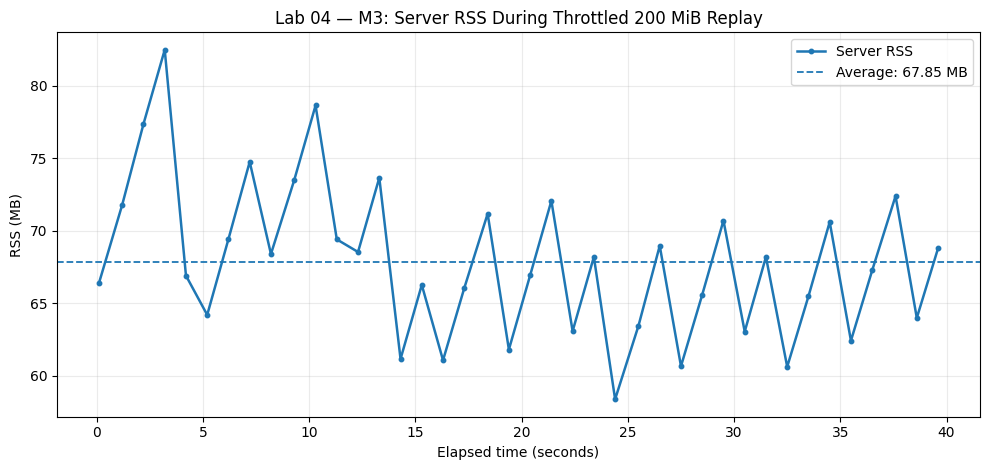 Lab 04 — M3: Server RSS During Throttled 200 MiB Replay
Server RSS
Average: 67.85 MB
RSS (MB)
80
75
70
65
60
0 5 10 15 20 25 30 35 40
Elapsed time (seconds)